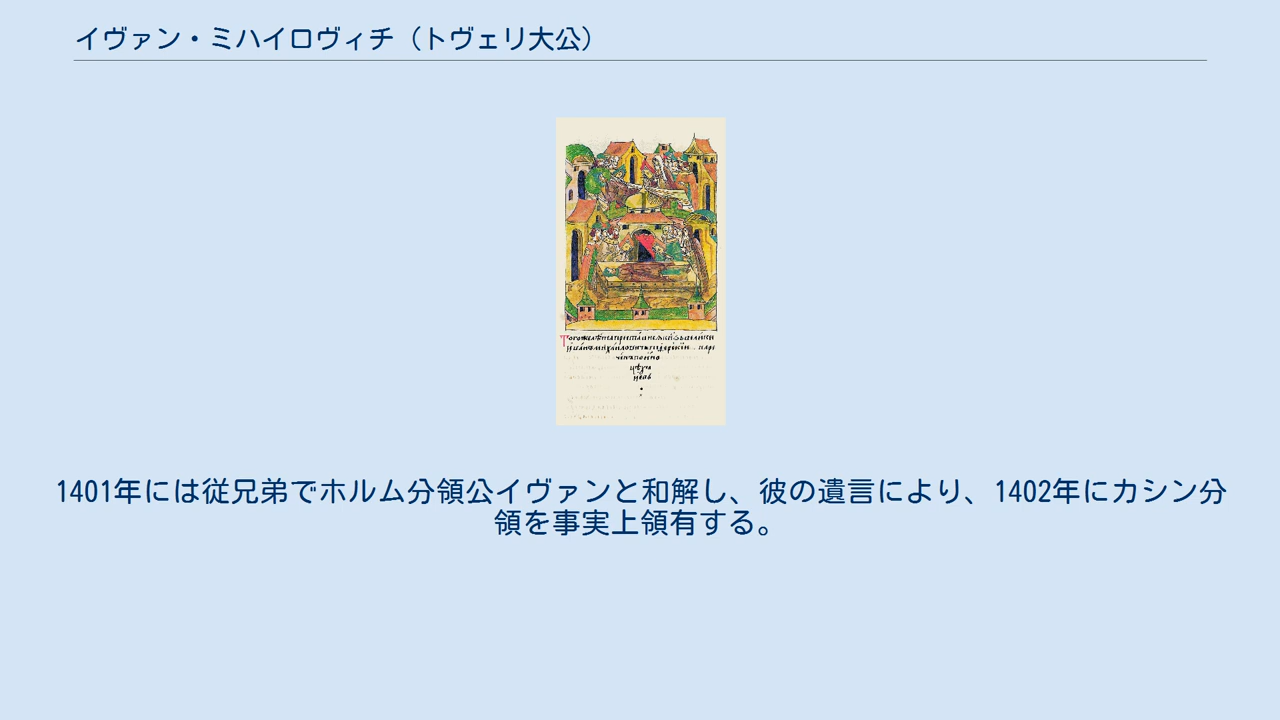 イヴァン・ミハイロヴィチ（トヴェリ大公）
1401年には従兄弟でホルム分領公イヴァンと和解し、彼の遺言により、1402年にカシン分
領を事実上領有する。